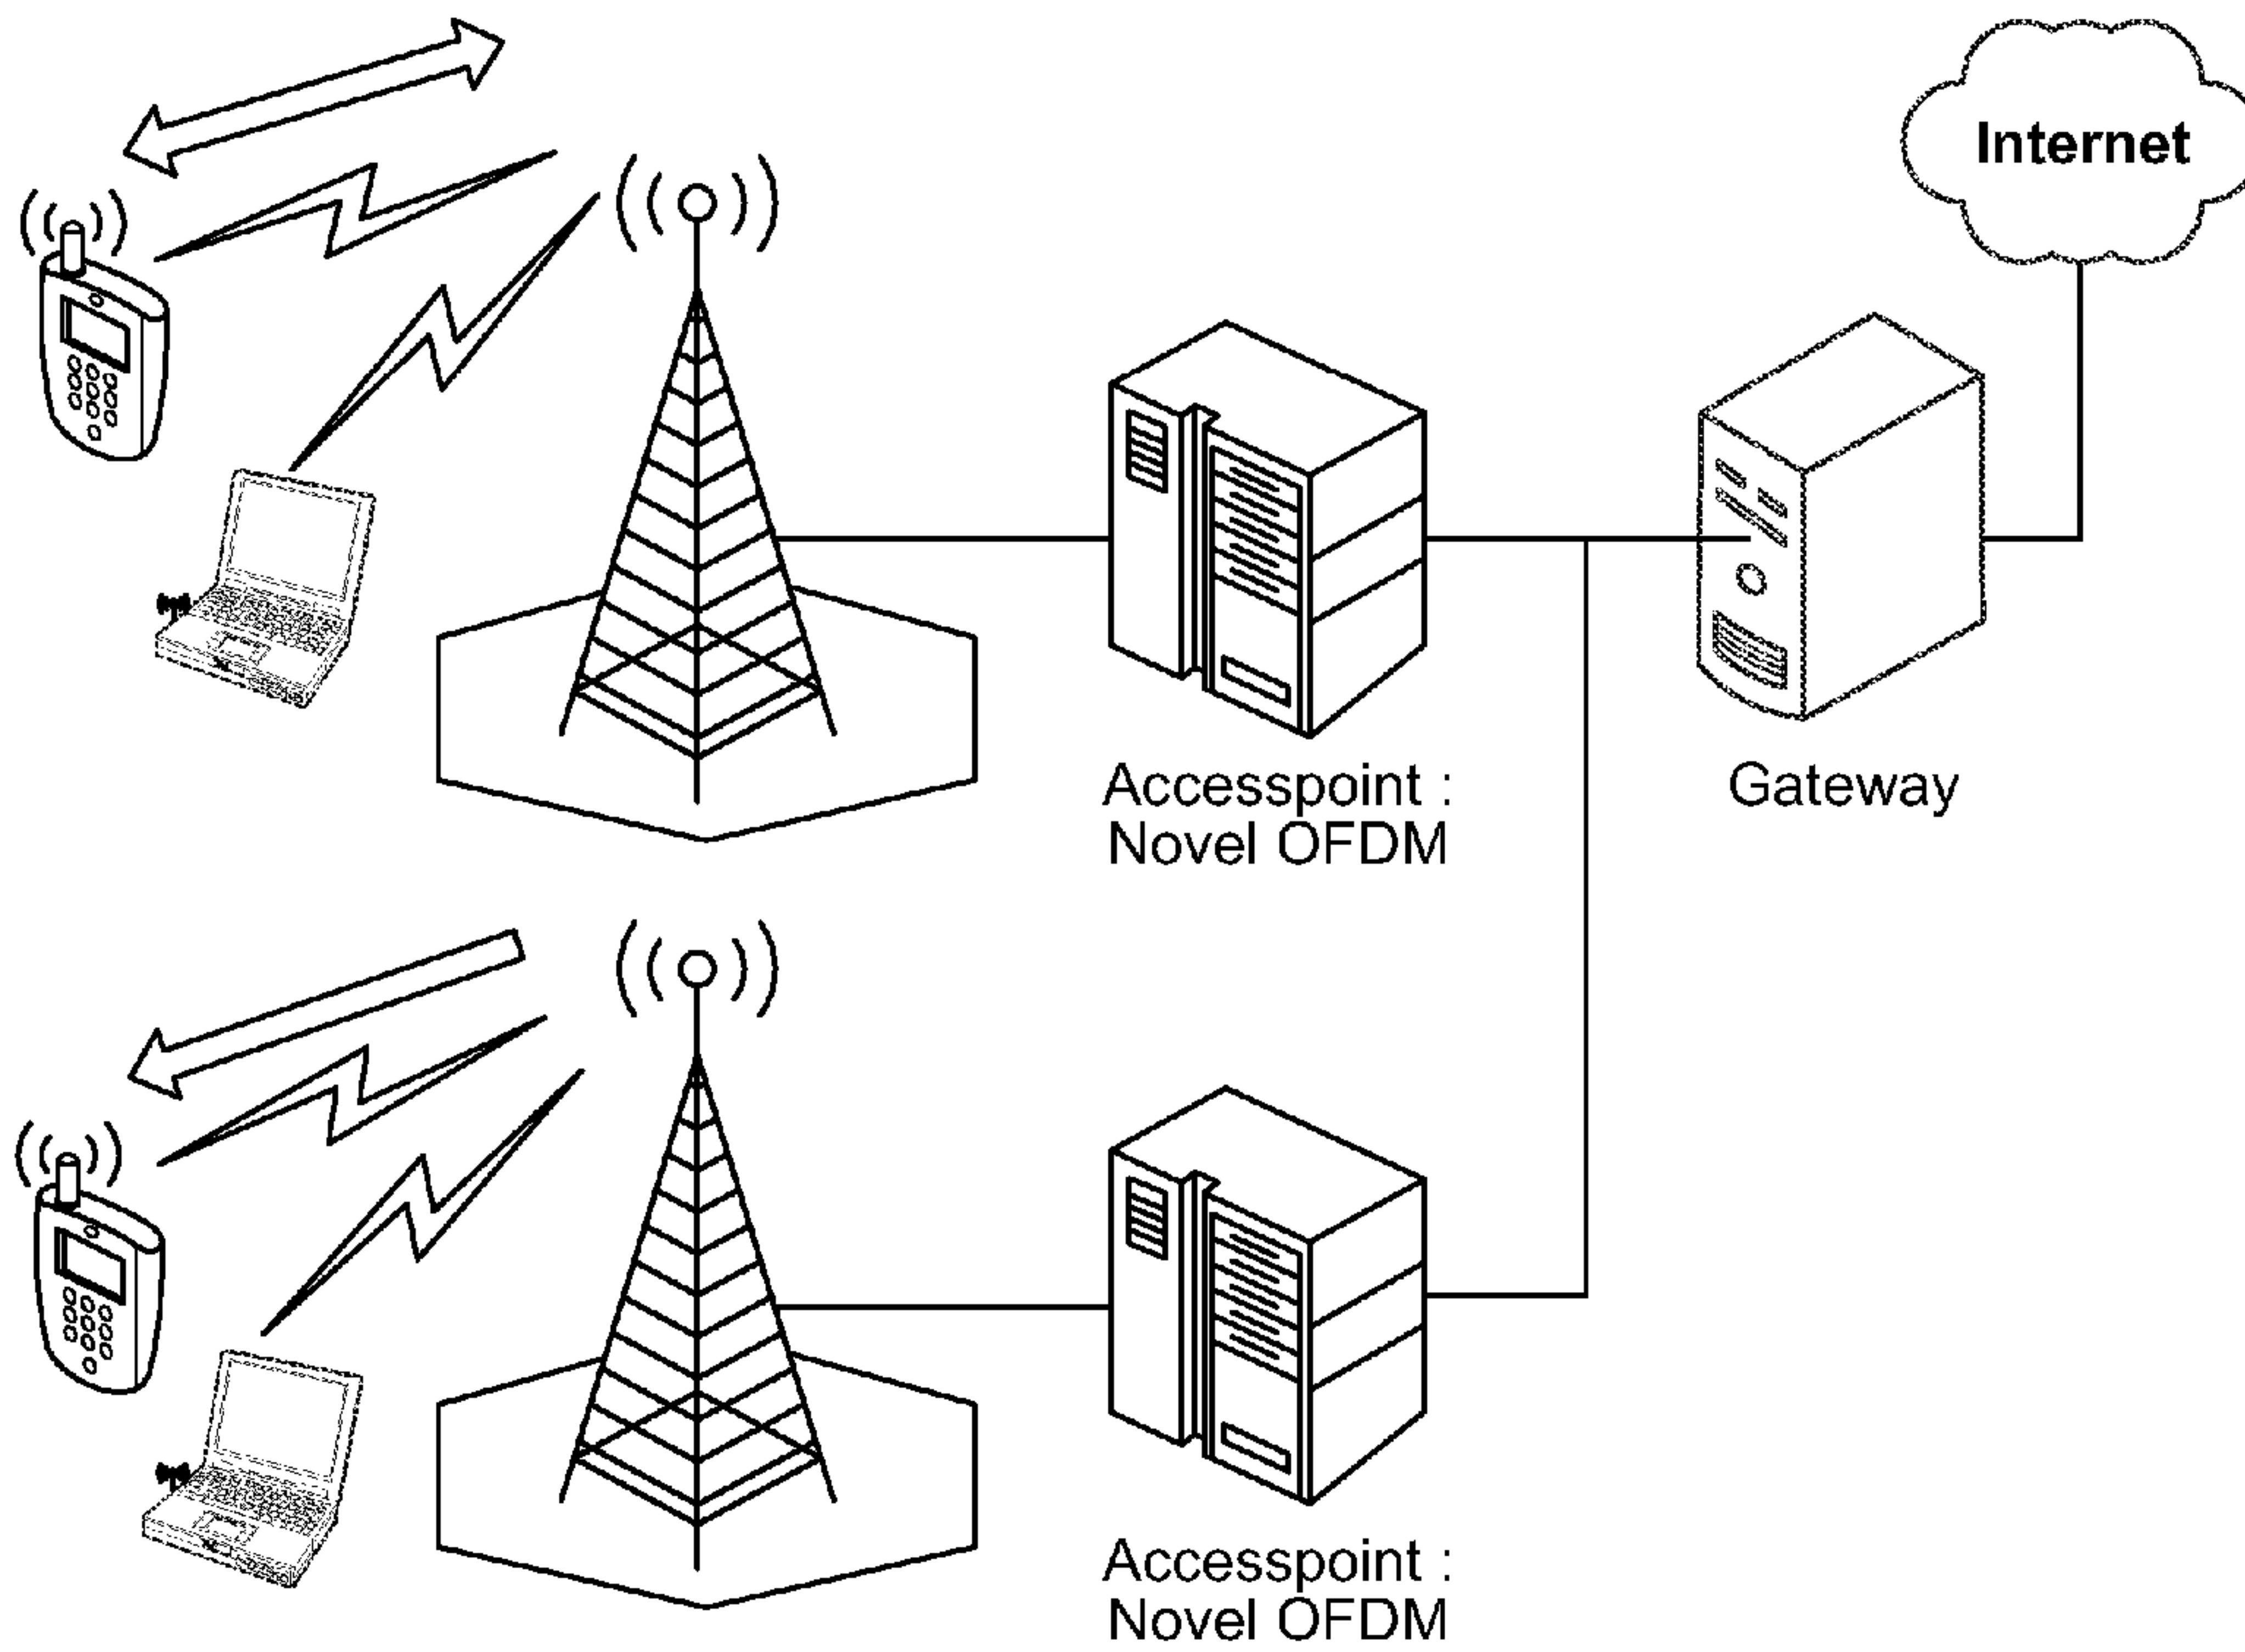 Internet
Accesspoint :
Novel OFDM
Gateway
Accesspoint :
Novel OFDM